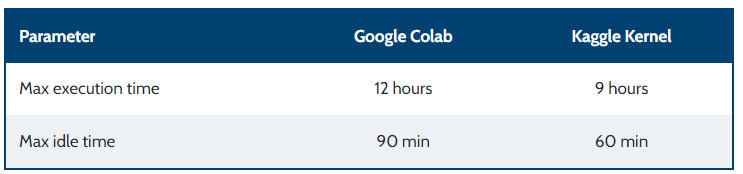 Parameter Google Colab Kaggle Kernel
Max execution time 12 hours 9 hours
Max idle time 90 min 60 min